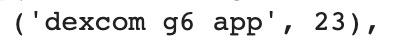 ('dexcom g6 app', 23),